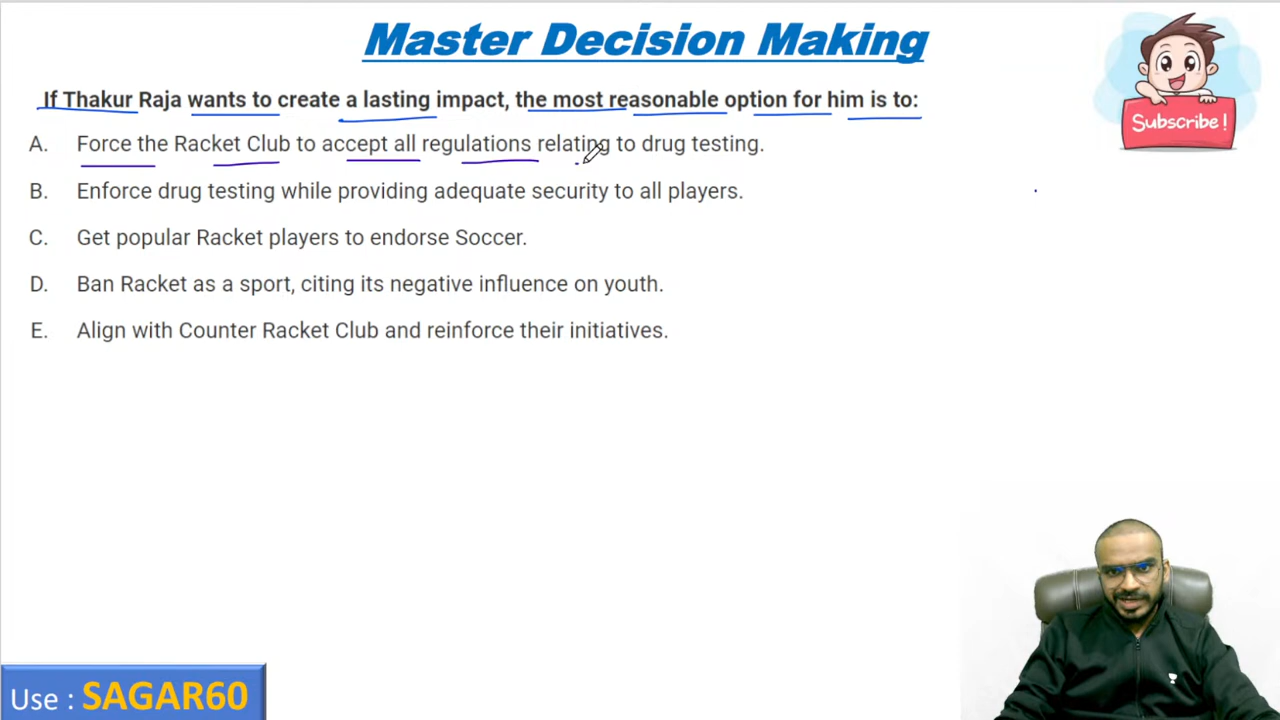 Master Decision Making
If Thakur Raja wants to create a lasting impact, the most reasonable option for him is to:
A. Force the Racket Club to accept all regulations relating to drug testing.
B. Enforce drug testing while providing adequate security to all players.
C. Get popular Racket players to endorse Soccer.
D. Ban Racket as a sport, citing its negative influence on youth.
E. Align with Counter Racket Club and reinforce their initiatives.
Subscribe!
Use : SAGAR60